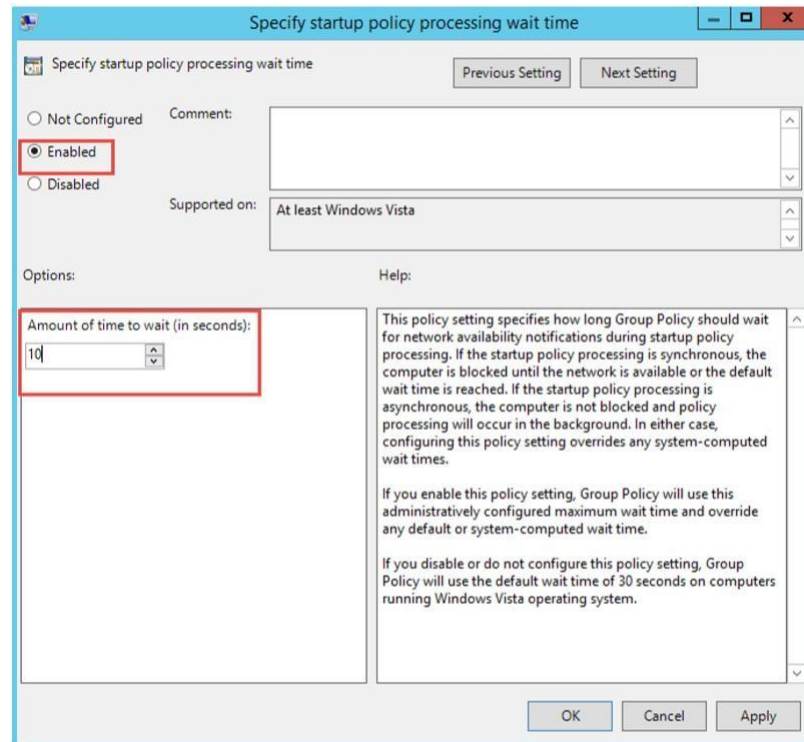 Specify startup policy processing wait time
Specify startup policy processing wait time
Previous Setting
Next Setting
Not Configured
Comment:
Enabled
Disabled
Supported on:
At least Windows Vista
Options:
Help:
Amount of time to wait (in seconds):
10
This policy setting specifies how long Group Policy should wait
for network availability notifications during startup policy
processing. If the startup policy processing is synchronous, the
computer is blocked until the network is available or the default
wait time is reached. If the startup policy processing is
asynchronous, the computer is not blocked and policy
processing will occur in the background. In either case,
configuring this policy setting overrides any system-computed
wait times.
If you enable this policy setting, Group Policy will use this
administratively configured maximum wait time and override
any default or system-computed wait time.
If you disable or do not configure this policy setting, Group
Policy will use the default wait time of 30 seconds on computers
running Windows Vista operating system.
OK
Cancel
Apply